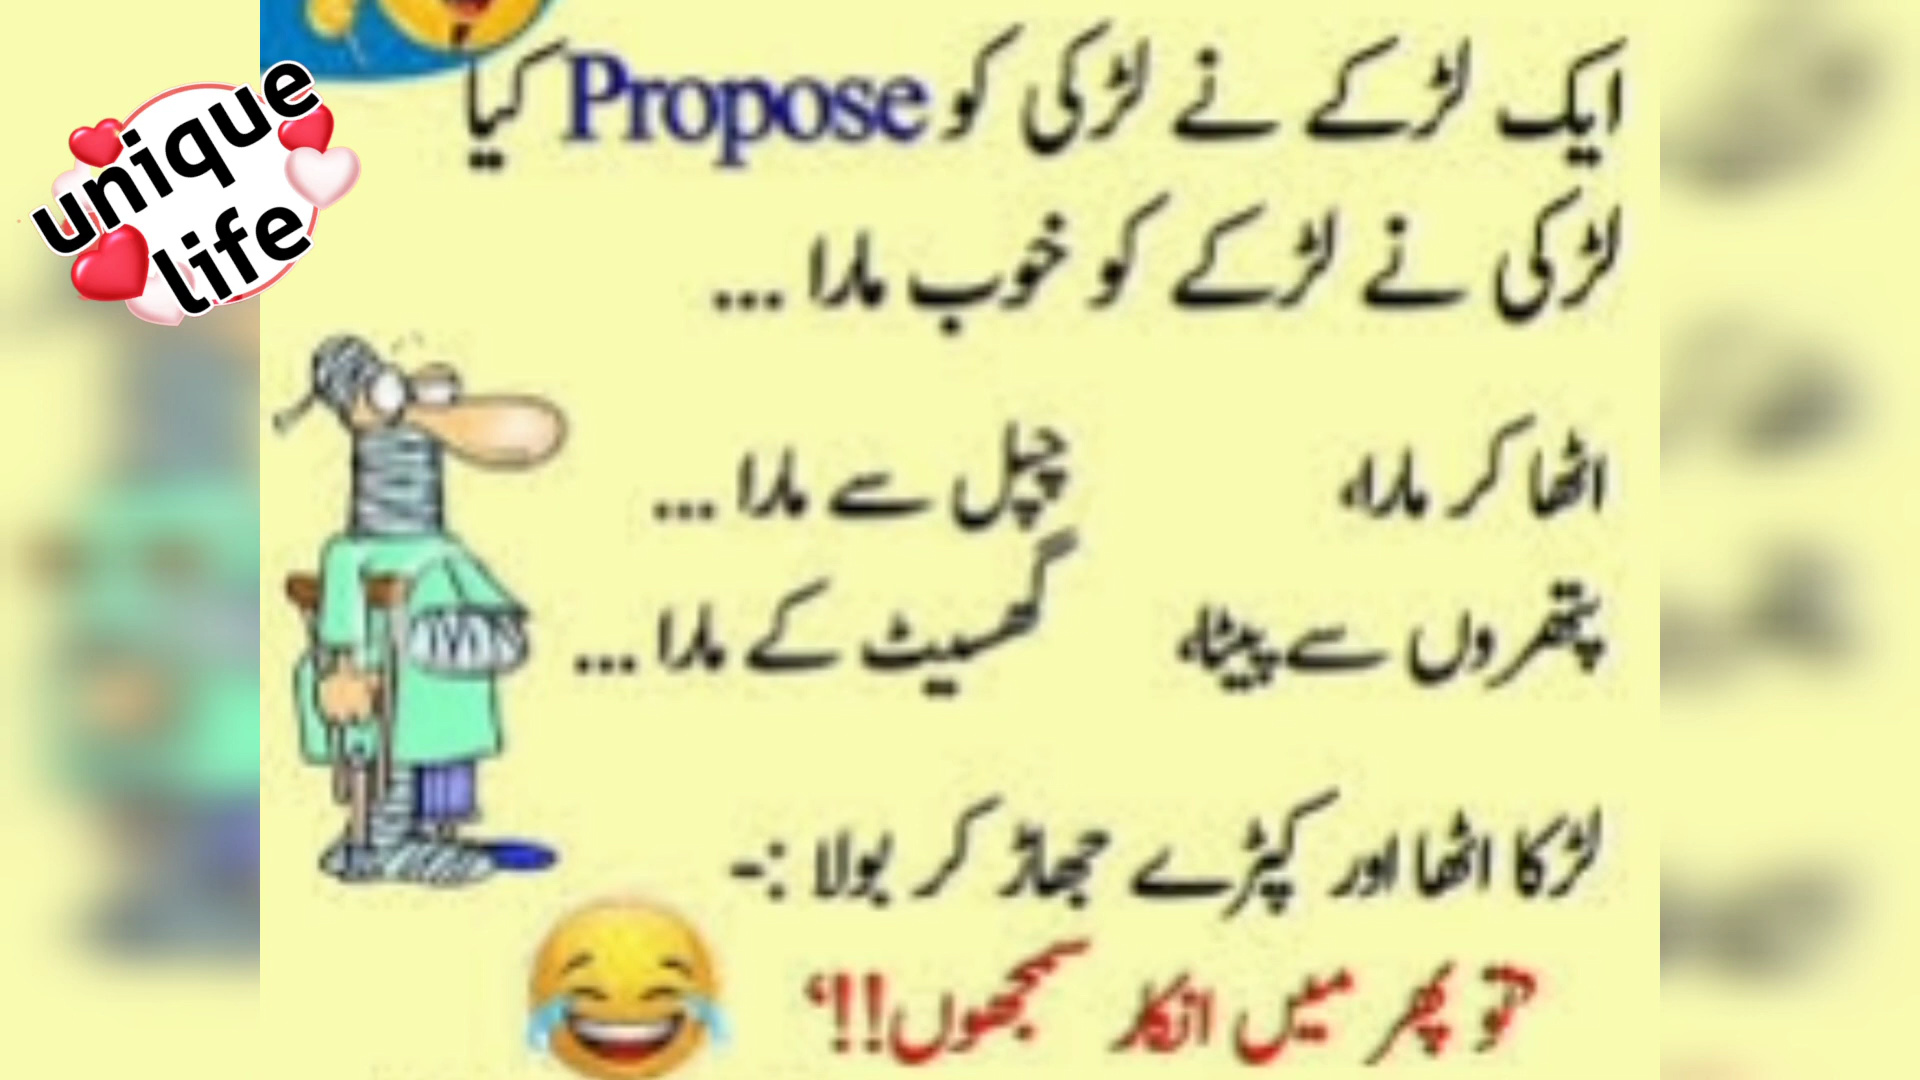 unique
life
ایک لڑکے نے لڑکی کو Propose کیا
لڑکی نے لڑکے کو خوب مارا ...
اٹھا کر مارا، چپل سے مارا ...
پتھروں سے پیٹا، گھسیٹ کے مارا ...
لڑکا اٹھا اور کپڑے جھاڑ کر بولا :-
"تو پھر میں انکار سمجھوں!!‘